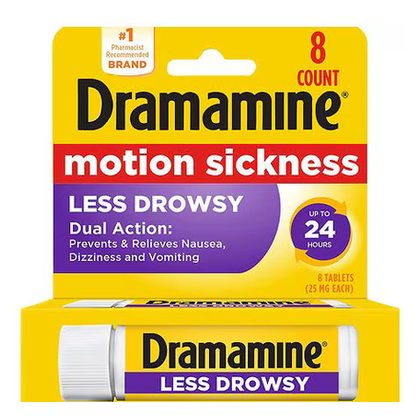 #1
Pharmacist
Recommended
BRAND
8
COUNT
Dramamine®
motion sickness
LESS DROWSY
Dual Action:
Prevents & Relieves Nausea,
Dizziness and Vomiting
UP TO
24
HOURS
8 TABLETS
(25 MG EACH)
Dramamine®
LESS DROWSY